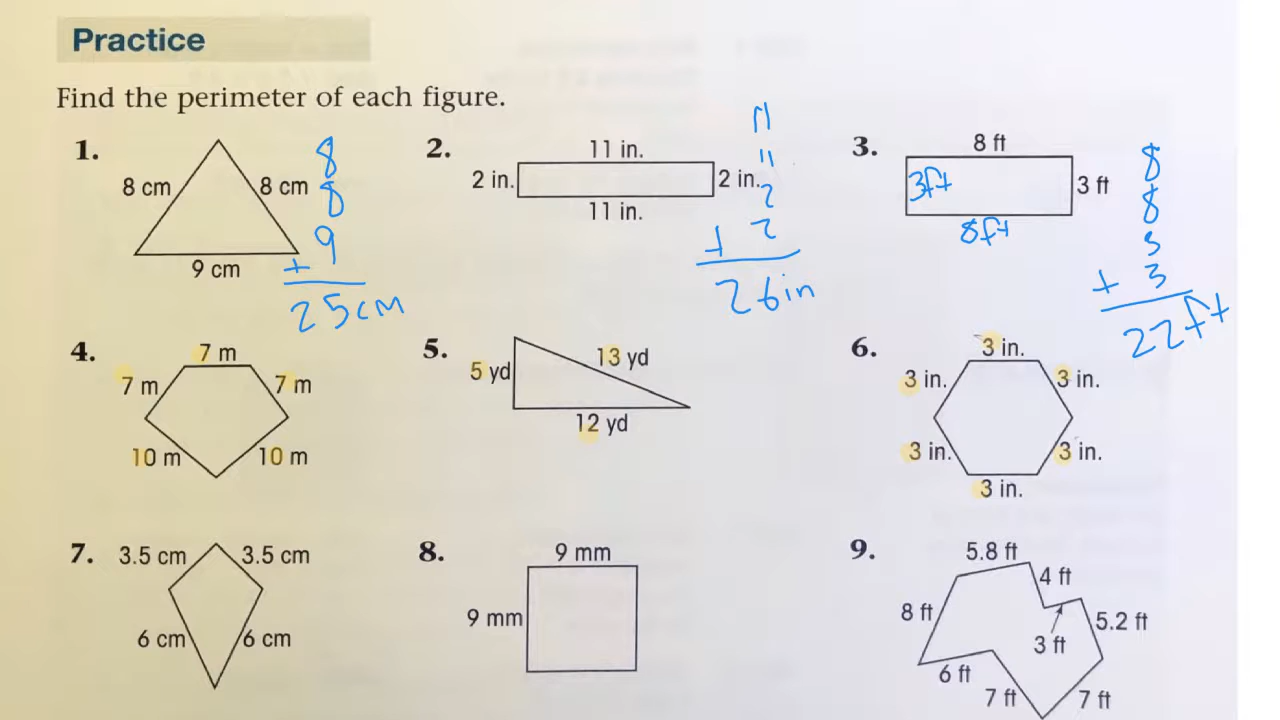 Practice
Find the perimeter of each figure.
1.
8 cm
8 cm
9 cm
8
8
9
+
25cm
2.
11 in.
2 in.
2 in.
11 in.
11
11
2
+ 2
26in
3.
8 ft
3ft
3 ft
8ft
8
8
3
+ 3
22ft
4.
7 m
7 m
7 m
10 m
10 m
5.
5 yd
13 yd
12 yd
6.
3 in.
3 in.
3 in.
3 in.
3 in.
3 in.
7.
3.5 cm
3.5 cm
6 cm
6 cm
8.
9 mm
9 mm
9.
5.8 ft
4 ft
8 ft
5.2 ft
3 ft
6 ft
7 ft
7 ft